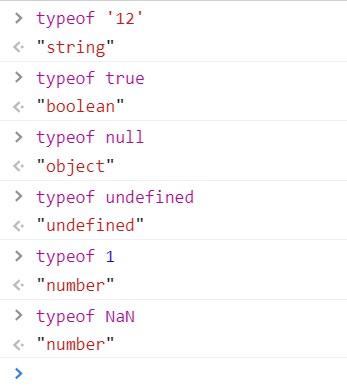 > typeof '12'
<· "string"
> typeof true
<· "boolean"
> typeof null
<· "object"
> typeof undefined
<· "undefined"
> typeof 1
<· "number"
> typeof NaN
<· "number"
>